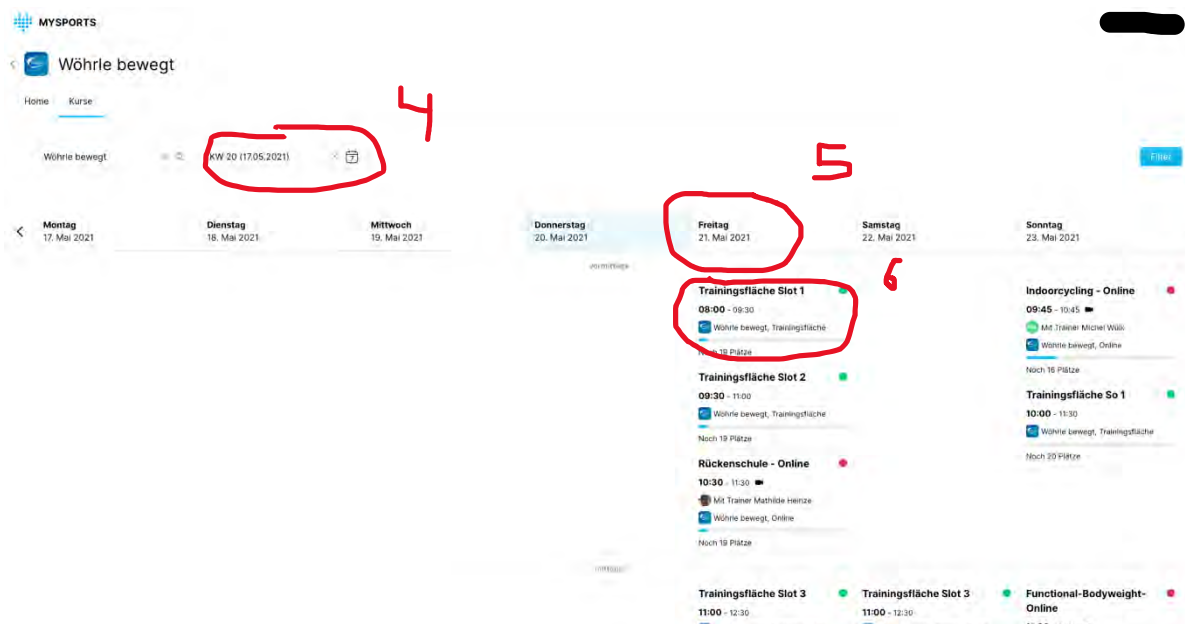 MYSPORTS
Wöhrle bewegt
Home Kurse
4
Wöhrle bewegt KW 20 (17.05.2021) 7
5
Filter
Montag Dienstag Mittwoch Donnerstag Freitag Samstag Sonntag
17. Mai 2021 18. Mai 2021 19. Mai 2021 20. Mai 2021 21. Mai 2021 22. Mai 2021 23. Mai 2021
vormittags
6
Trainingsfläche Slot 1
08:00 - 09:30
Wöhrle bewegt, Trainingsfläche
Noch 19 Plätze
Trainingsfläche Slot 2
09:30 - 11:00
Wöhrle bewegt, Trainingsfläche
Noch 19 Plätze
Rückenschule - Online
10:30 - 11:30
Mit Trainer Mathilde Heinze
Wöhrle bewegt, Online
Noch 19 Plätze
Indoorcycling - Online
09:45 - 10:45
Mit Trainer Michel Wülk
Wöhrle bewegt, Online
Noch 16 Plätze
Trainingsfläche So 1
10:00 - 11:30
Wöhrle bewegt, Trainingsfläche
Noch 20 Plätze
mittags
Trainingsfläche Slot 3
11:00 - 12:30
Trainingsfläche Slot 3
11:00 - 12:30
Functional-Bodyweight-
Online